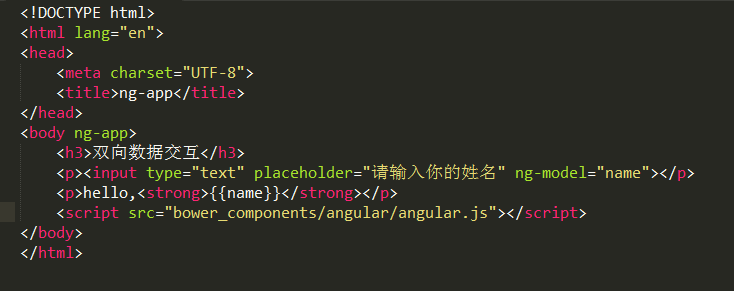 <!DOCTYPE html>
<html lang="en">
<head>
    <meta charset="UTF-8">
    <title>ng-app</title>
</head>
<body ng-app>
    <h3>双向数据交互</h3>
    <p><input type="text" placeholder="请输入你的姓名" ng-model="name"></p>
    <p>hello,<strong>{{name}}</strong></p>
    <script src="bower_components/angular/angular.js"></script>
</body>
</html>